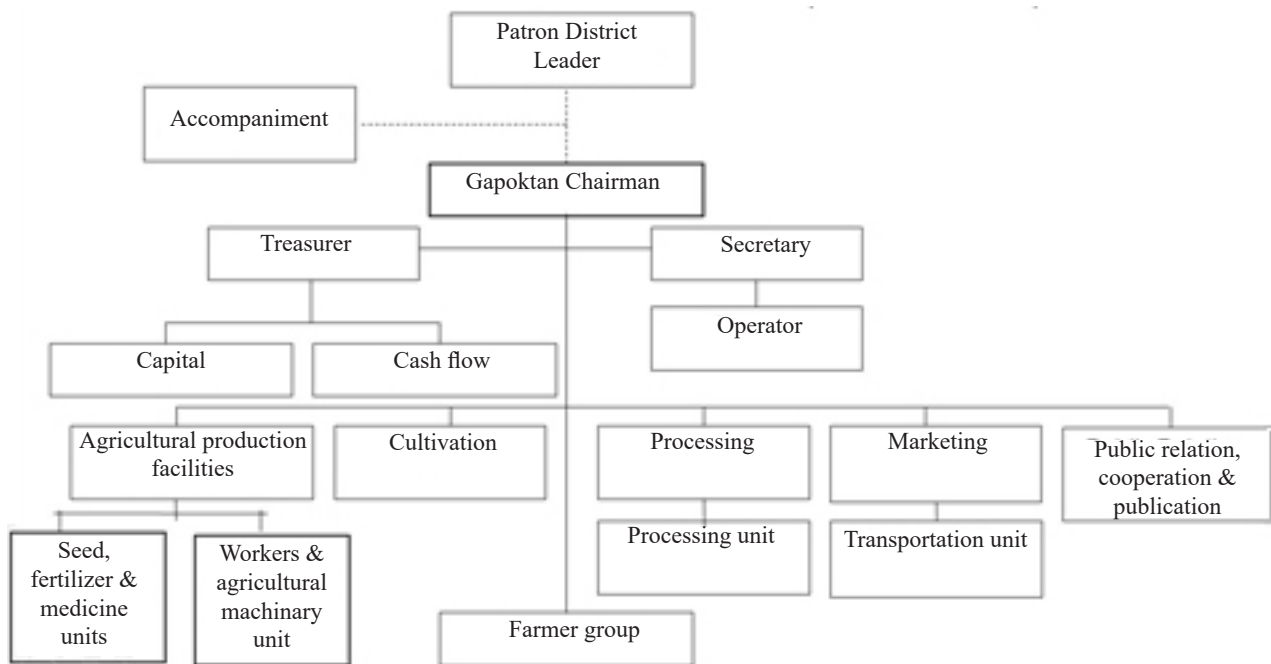 Patron District
Leader
Accompaniment
Gapoktan Chairman
Treasurer
Secretary
Operator
Capital
Cash flow
Agricultural production
facilities
Cultivation
Processing
Marketing
Public relation,
cooperation &
publication
Seed,
fertilizer &
medicine
units
Workers &
agricultural
machinary
unit
Processing unit
Transportation unit
Farmer group